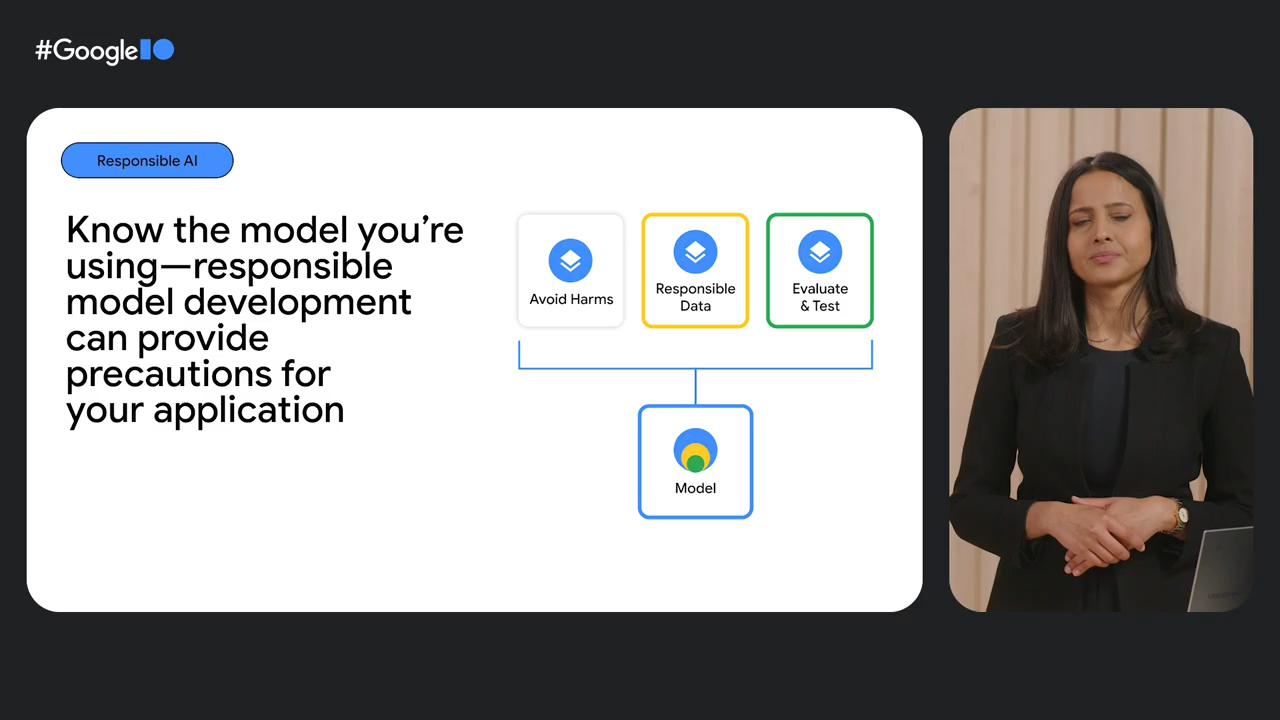 #GoogleIO
Responsible AI
Know the model you’re
using—responsible
model development
can provide
precautions for
your application
Avoid Harms
Responsible
Data
Evaluate
& Test
Model